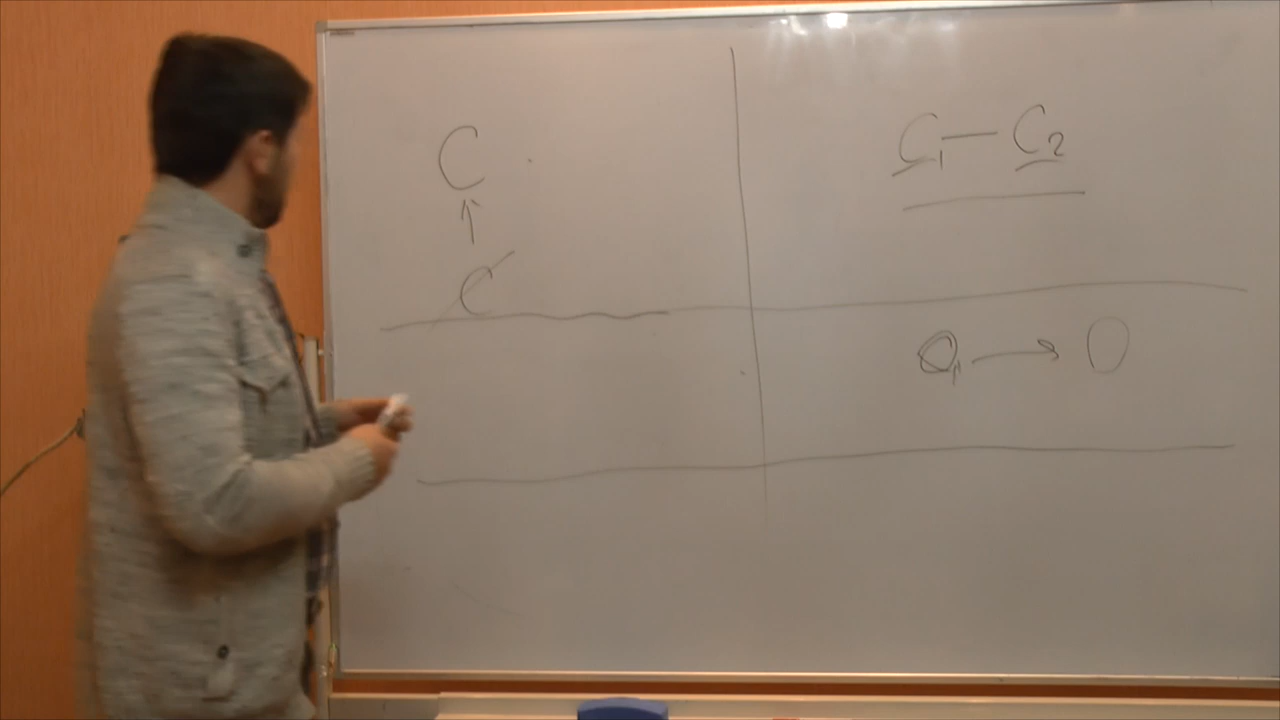 C
C
C₁ — C₂
O₁ → O